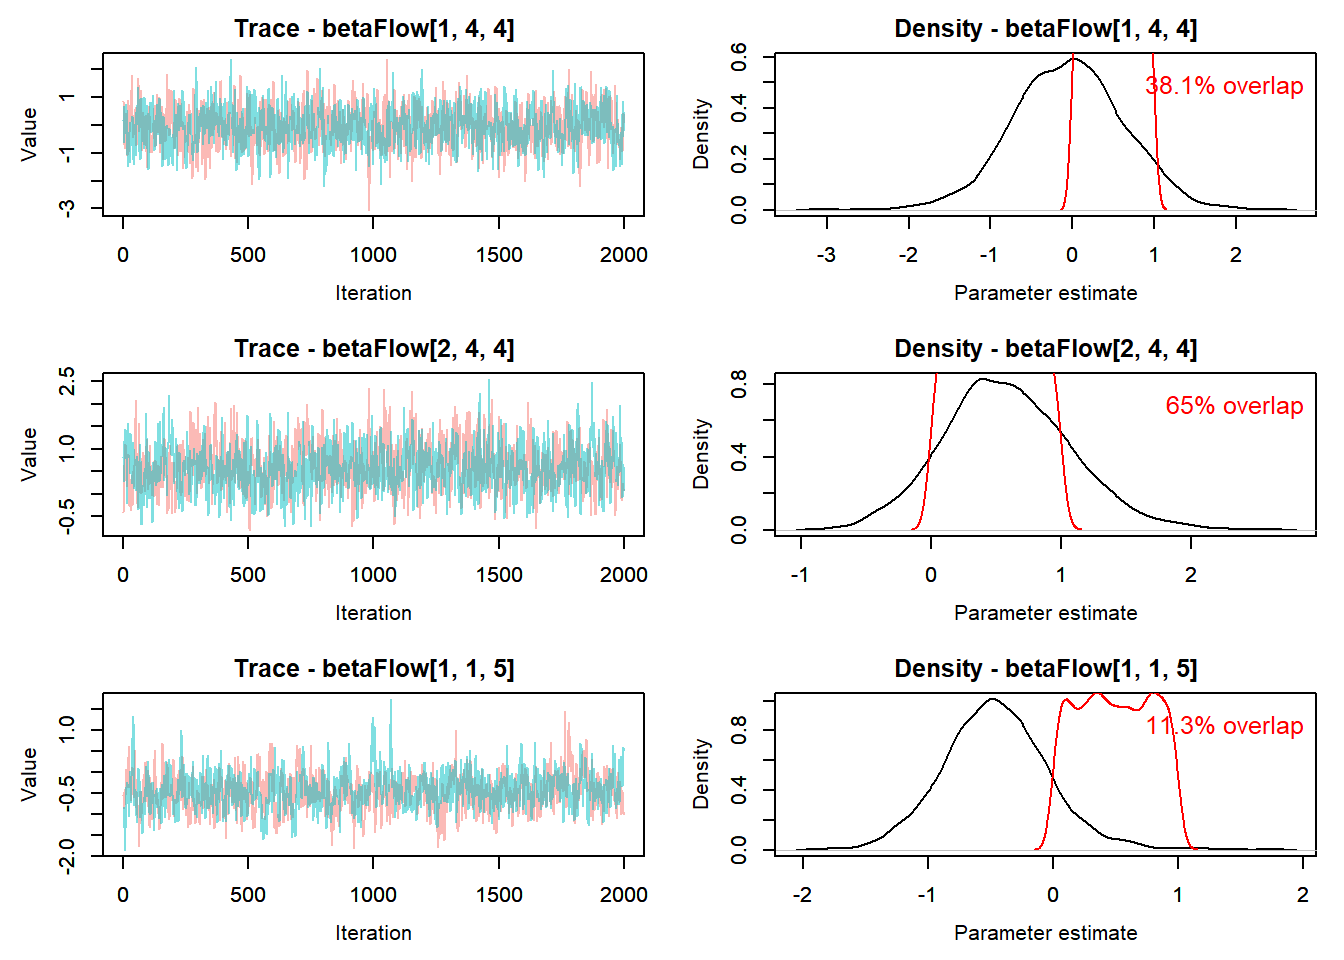 Trace - betaFlow[1, 4, 4]
Value
1
-1
-3
0 500 1000 1500 2000
Iteration
Density - betaFlow[1, 4, 4]
38.1% overlap
Density
0.6
0.4
0.2
0.0
-3 -2 -1 0 1 2
Parameter estimate
Trace - betaFlow[2, 4, 4]
Value
2.5
1.0
-0.5
0 500 1000 1500 2000
Iteration
Density - betaFlow[2, 4, 4]
65% overlap
Density
0.8
0.4
0.0
-1 0 1 2
Parameter estimate
Trace - betaFlow[1, 1, 5]
Value
1.0
-0.5
-2.0
0 500 1000 1500 2000
Iteration
Density - betaFlow[1, 1, 5]
11.3% overlap
Density
0.8
0.4
0.0
-2 -1 0 1 2
Parameter estimate